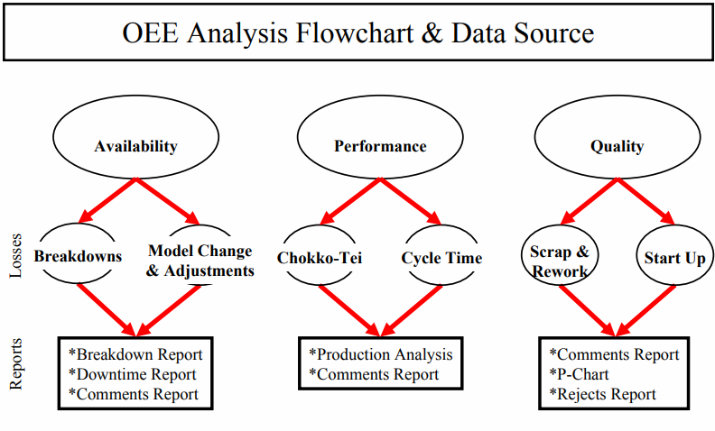 OEE Analysis Flowchart & Data Source
Availability
Performance
Quality
Losses
Breakdowns
Model Change
& Adjustments
Chokko-Tei
Cycle Time
Scrap &
Rework
Start Up
Reports
*Breakdown Report
*Downtime Report
*Comments Report
*Production Analysis
*Comments Report
*Comments Report
*P-Chart
*Rejects Report